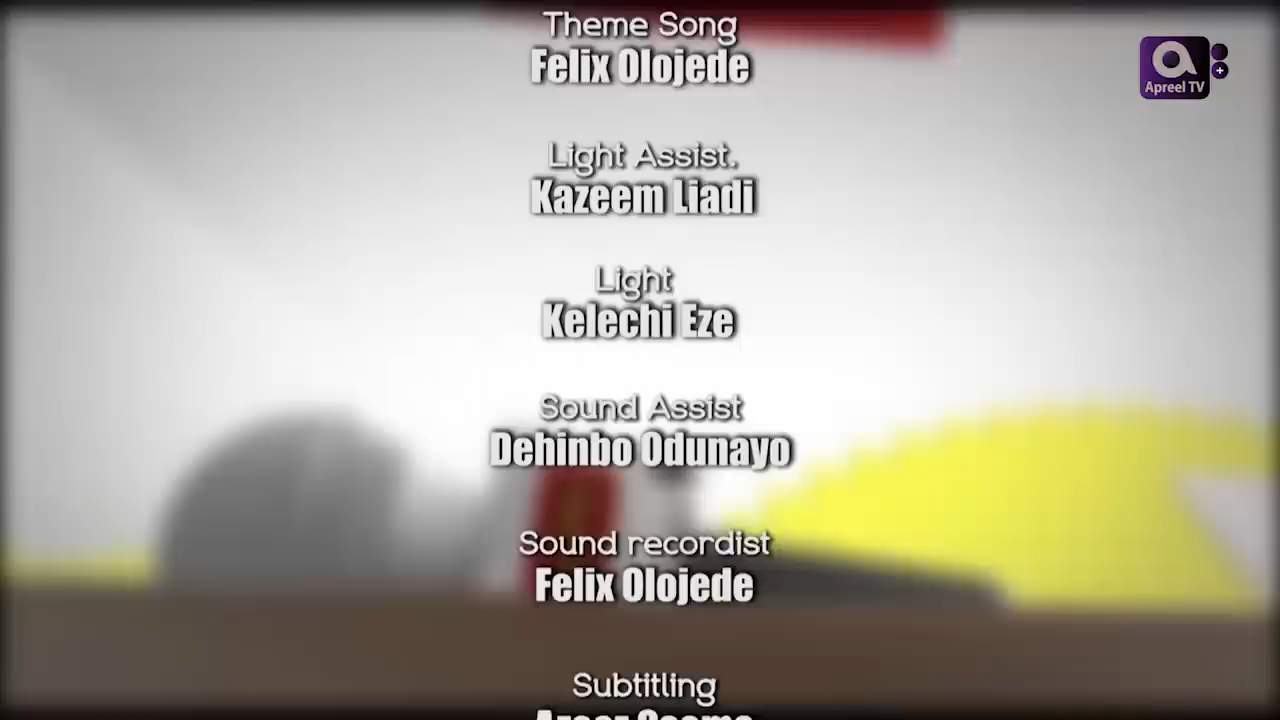 Theme Song
Felix Olojede
Apreel TV
Light Assist.
Kazeem Liadi
Light
Kelechi Eze
Sound Assist
Dehinbo Odunayo
Sound recordist
Felix Olojede
Subtitling